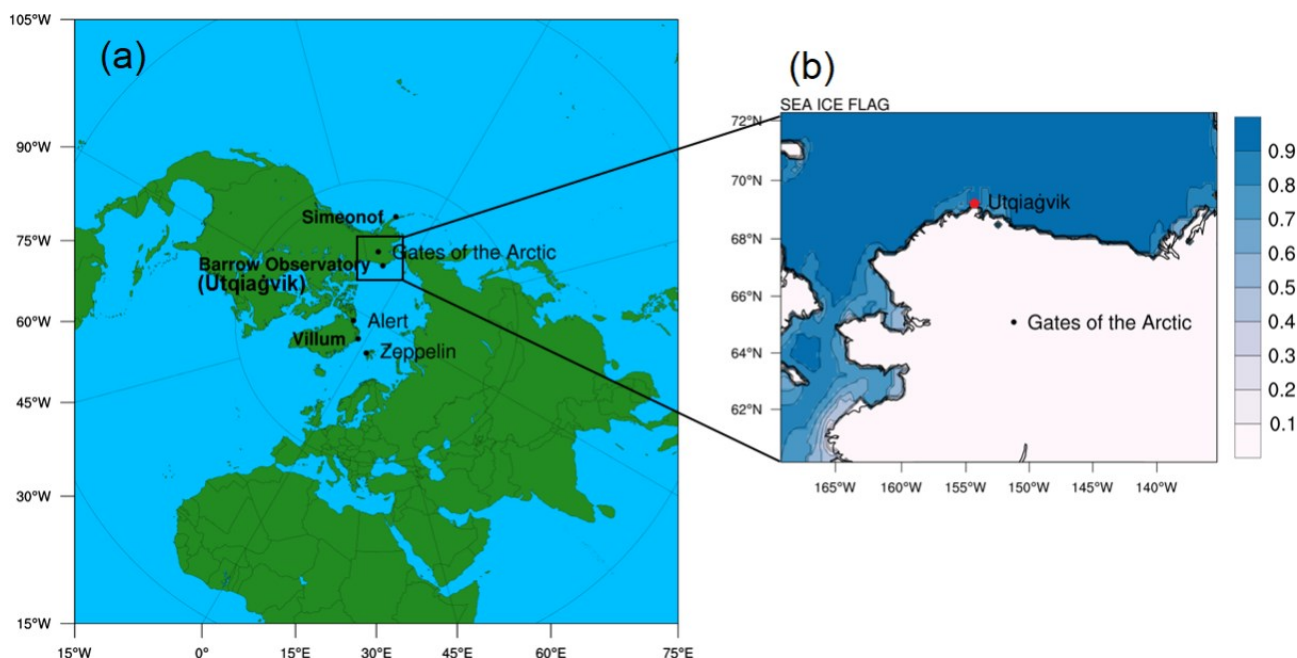 (a)
105°W
90°W
75°W
60°W
45°W
30°W
15°W
15°W 0° 15°E 30°E 45°E 60°E 75°E
Simeonof
Gates of the Arctic
Barrow Observatory
(Utqiaġvik)
Alert
Villum
Zeppelin
(b)
SEA ICE FLAG
72°N
70°N
68°N
66°N
64°N
62°N
165°W 160°W 155°W 150°W 145°W 140°W
Utqiaġvik
Gates of the Arctic
0.9
0.8
0.7
0.6
0.5
0.4
0.3
0.2
0.1